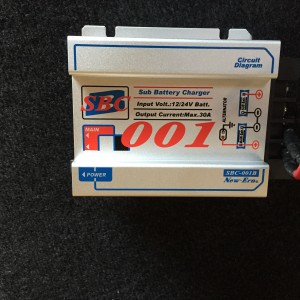 Circuit
Diagram
SBC
Sub Battery Charger
Input Volt.:12/24V Batt.
Output Current:Max.30A
001
MAIN
ALTERNATOR
POWER
SBC-001B
New-Era